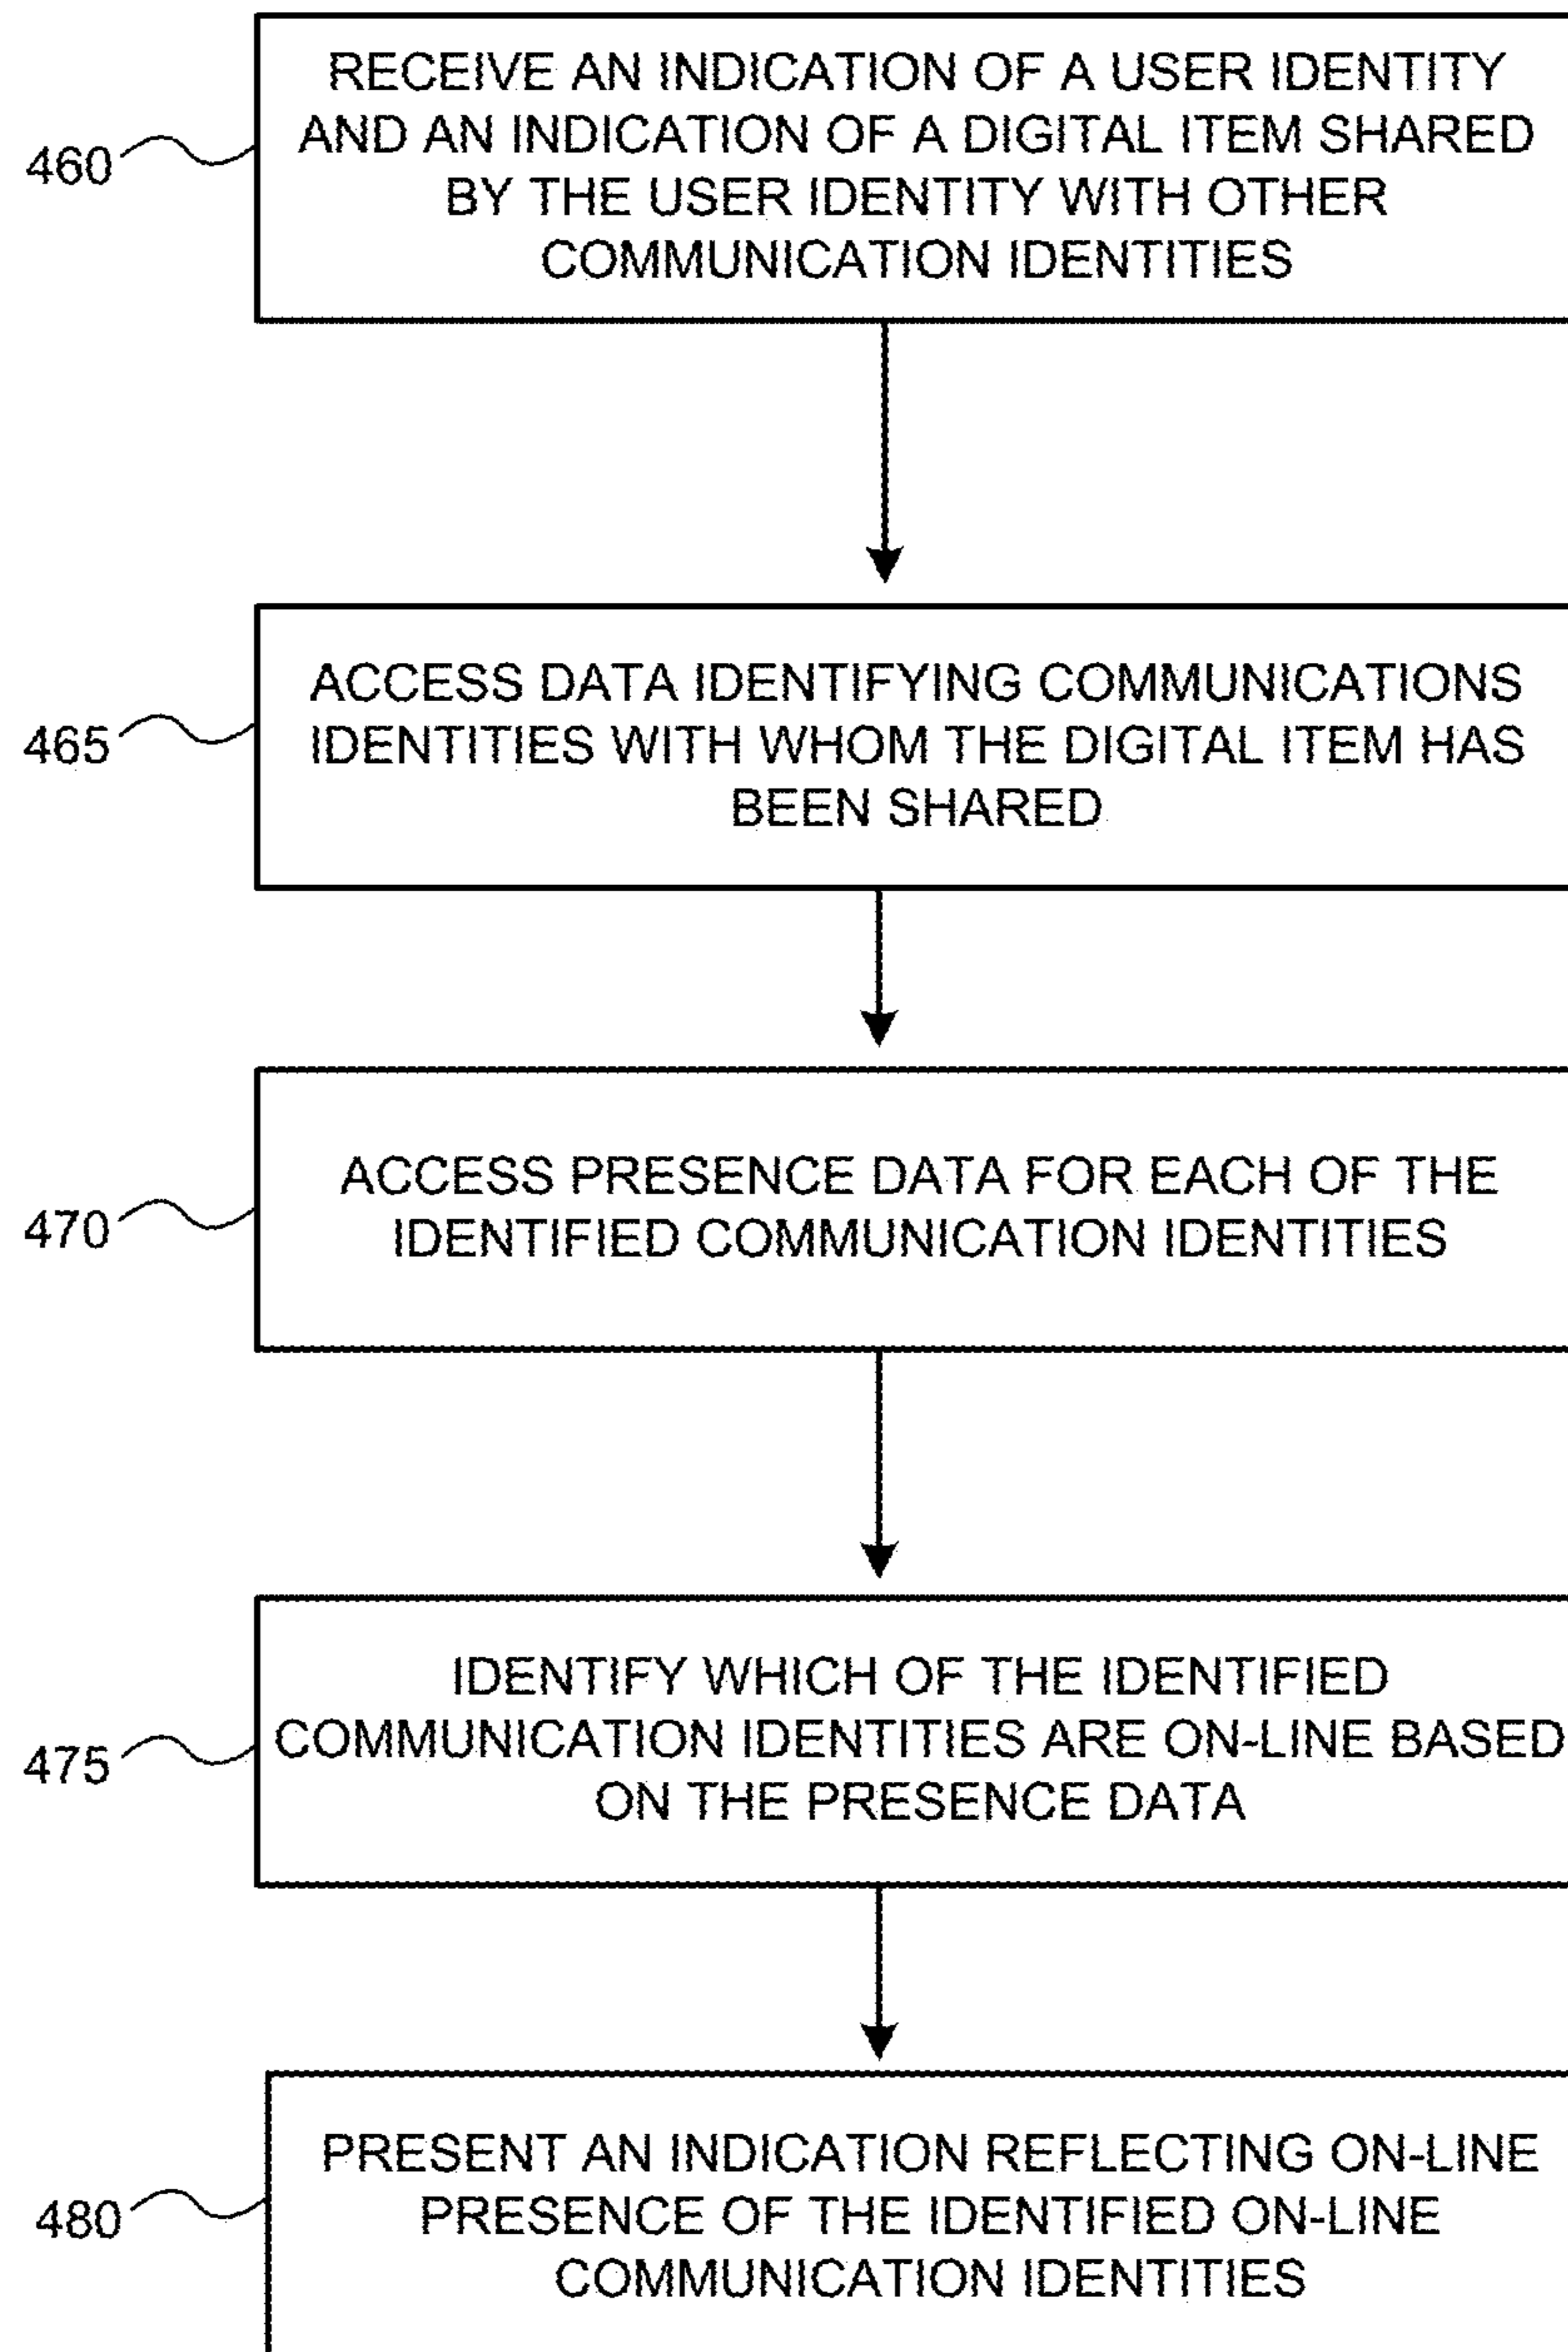 RECEIVE AN INDICATION OF A USER IDENTITY
AND AN INDICATION OF A DIGITAL ITEM SHARED
BY THE USER IDENTITY WITH OTHER
COMMUNICATION IDENTITIES
460
ACCESS DATA IDENTIFYING COMMUNICATIONS
IDENTITIES WITH WHOM THE DIGITAL ITEM HAS
BEEN SHARED
465
ACCESS PRESENCE DATA FOR EACH OF THE
IDENTIFIED COMMUNICATION IDENTITIES
470
IDENTIFY WHICH OF THE IDENTIFIED
COMMUNICATION IDENTITIES ARE ON-LINE BASED
ON THE PRESENCE DATA
475
PRESENT AN INDICATION REFLECTING ON-LINE
PRESENCE OF THE IDENTIFIED ON-LINE
COMMUNICATION IDENTITIES
480